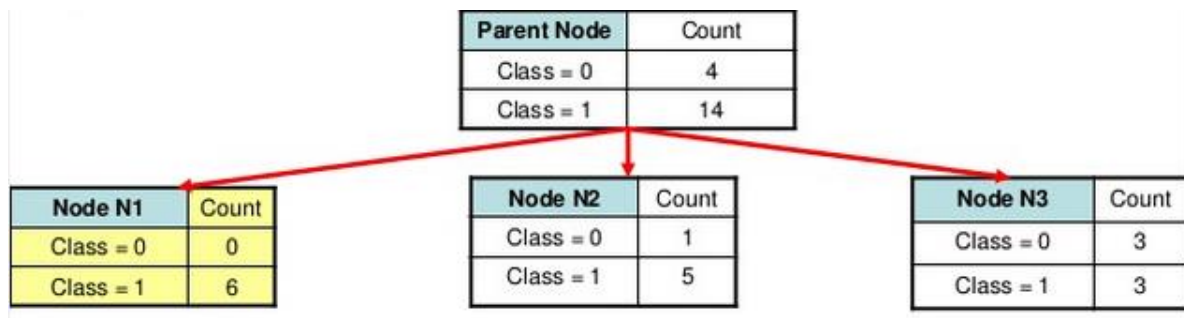 Parent Node Count
Class = 0 4
Class = 1 14
Node N1 Count
Class = 0 0
Class = 1 6
Node N2 Count
Class = 0 1
Class = 1 5
Node N3 Count
Class = 0 3
Class = 1 3